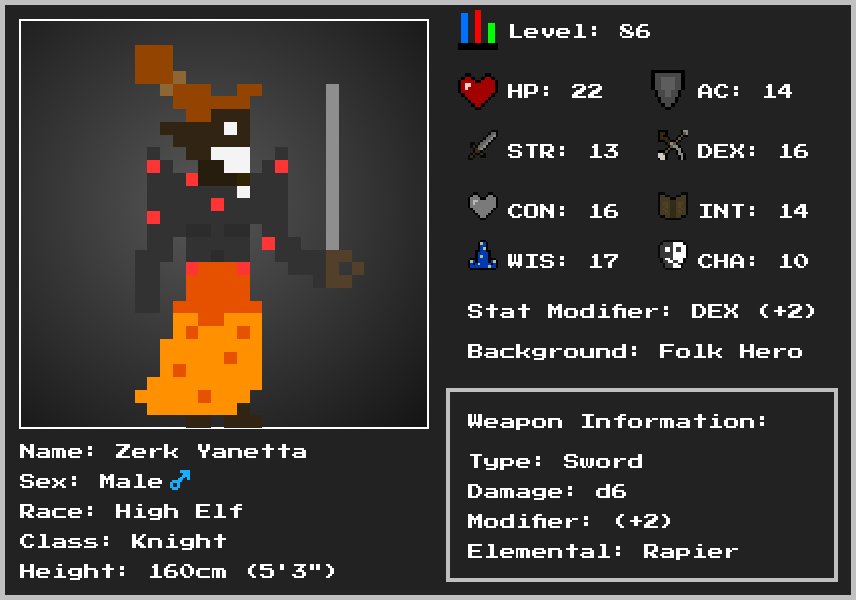 Level: 86
HP: 22
AC: 14
STR: 13
DEX: 16
CON: 16
INT: 14
WIS: 17
CHA: 10
Stat Modifier: DEX (+2)
Background: Folk Hero
Weapon Information:
Type: Sword
Damage: d6
Modifier: (+2)
Elemental: Rapier
Name: Zerk Yanetta
Sex: Male♂
Race: High Elf
Class: Knight
Height: 160cm (5'3")